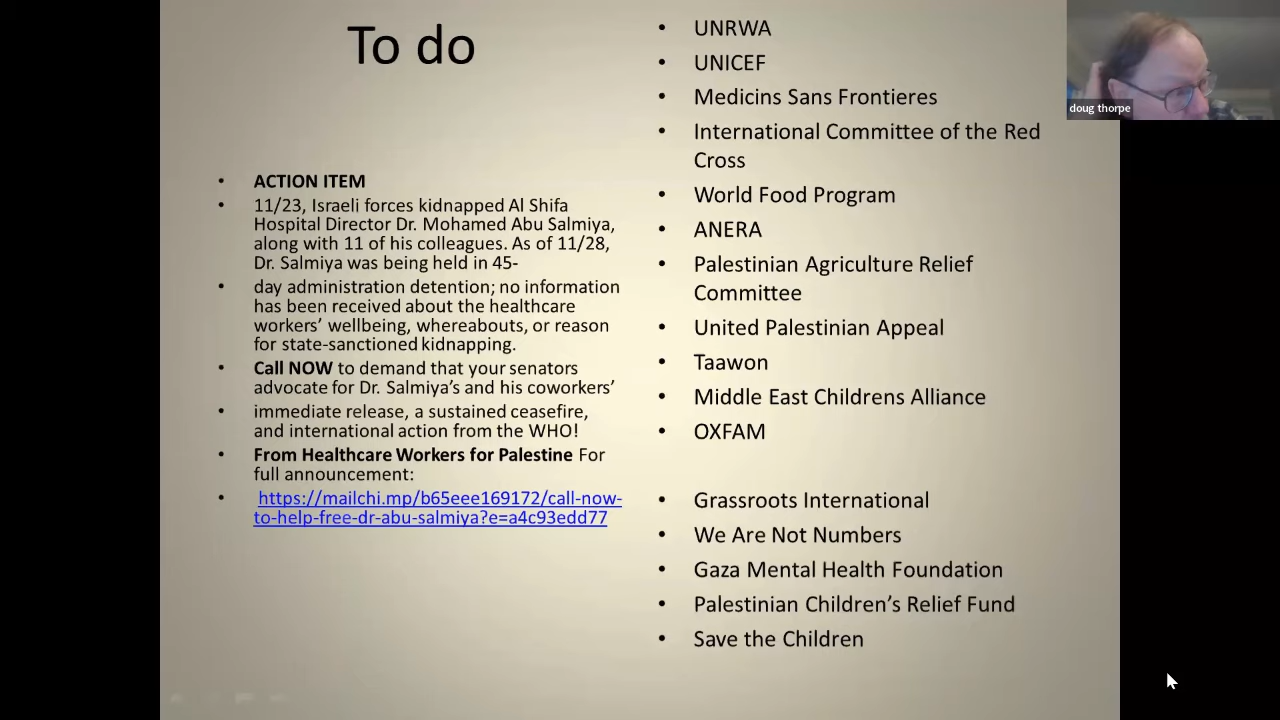 To do
ACTION ITEM
11/23, Israeli forces kidnapped Al Shifa
Hospital Director Dr. Mohamed Abu Salmiya,
along with 11 of his colleagues. As of 11/28,
Dr. Salmiya was being held in 45-
day administration detention; no information
has been received about the healthcare
workers’ wellbeing, whereabouts, or reason
for state-sanctioned kidnapping.
Call NOW to demand that your senators
advocate for Dr. Salmiya’s and his coworkers’
immediate release, a sustained ceasefire,
and international action from the WHO!
From Healthcare Workers for Palestine For
full announcement:
https://mailchi.mp/b65eee169172/call-now-
to-help-free-dr-abu-salmiya?e=a4c93edd77
UNRWA
UNICEF
Medicins Sans Frontieres
International Committee of the Red
Cross
World Food Program
ANERA
Palestinian Agriculture Relief
Committee
United Palestinian Appeal
Taawon
Middle East Childrens Alliance
OXFAM
Grassroots International
We Are Not Numbers
Gaza Mental Health Foundation
Palestinian Children’s Relief Fund
Save the Children
doug thorpe